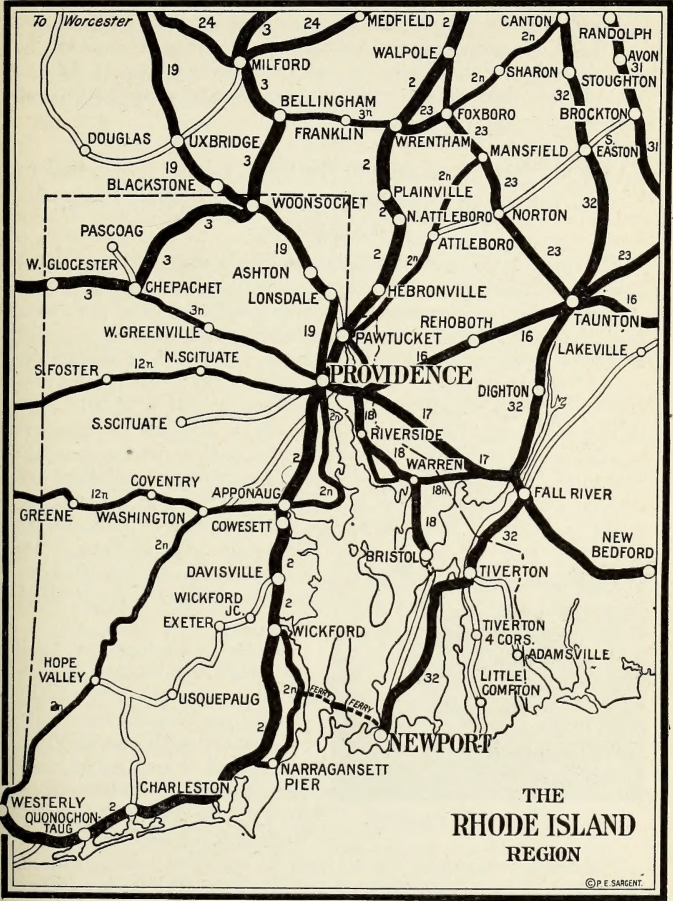 To Worcester
24
3
24
MEDFIELD
2
CANTON
RANDOLPH
2n
WALPOLE
AVON
31
19
MILFORD
3
2
2n
SHARON
STOUGHTON
32
BELLINGHAM
3n
FRANKLIN
23
FOXBORO
BROCKTON
WRENTHAM
23
DOUGLAS
UXBRIDGE
MANSFIELD
S. EASTON
31
3
2
2n
19
BLACKSTONE
PLAINVILLE
23
32
WOONSOCKET
2
N. ATTLEBORO
NORTON
3
PASCOAG
ATTLEBORO
19
2
2n
23
23
W. GLOCESTER
ASHTON
3
CHEPACHET
LONSDALE
HEBRONVILLE
16
3n
TAUNTON
W. GREENVILLE
19
PAWTUCKET
REHOBOTH
16
LAKEVILLE
16
N. SCITUATE
12n
S. FOSTER
PROVIDENCE
DIGHTON
32
S. SCITUATE
2n
18
17
RIVERSIDE
2
18
WARREN
17
COVENTRY
2n
18n
12n
APPONAUG
FALL RIVER
GREENE
WASHINGTON
COWESETT
18
2n
32
NEW BEDFORD
BRISTOL
2
DAVISVILLE
TIVERTON
WICKFORD JC.
2
EXETER
WICKFORD
TIVERTON 4 CORS.
ADAMSVILLE
HOPE VALLEY
32
LITTLE COMPTON
USQUEPAUG
2n
FERRY
FERRY
2n
2
NEWPORT
NARRAGANSETT PIER
CHARLESTON
WESTERLY
2
QUONOCHON-
TAUG
THE
RHODE ISLAND
REGION
© P. E. SARGENT.